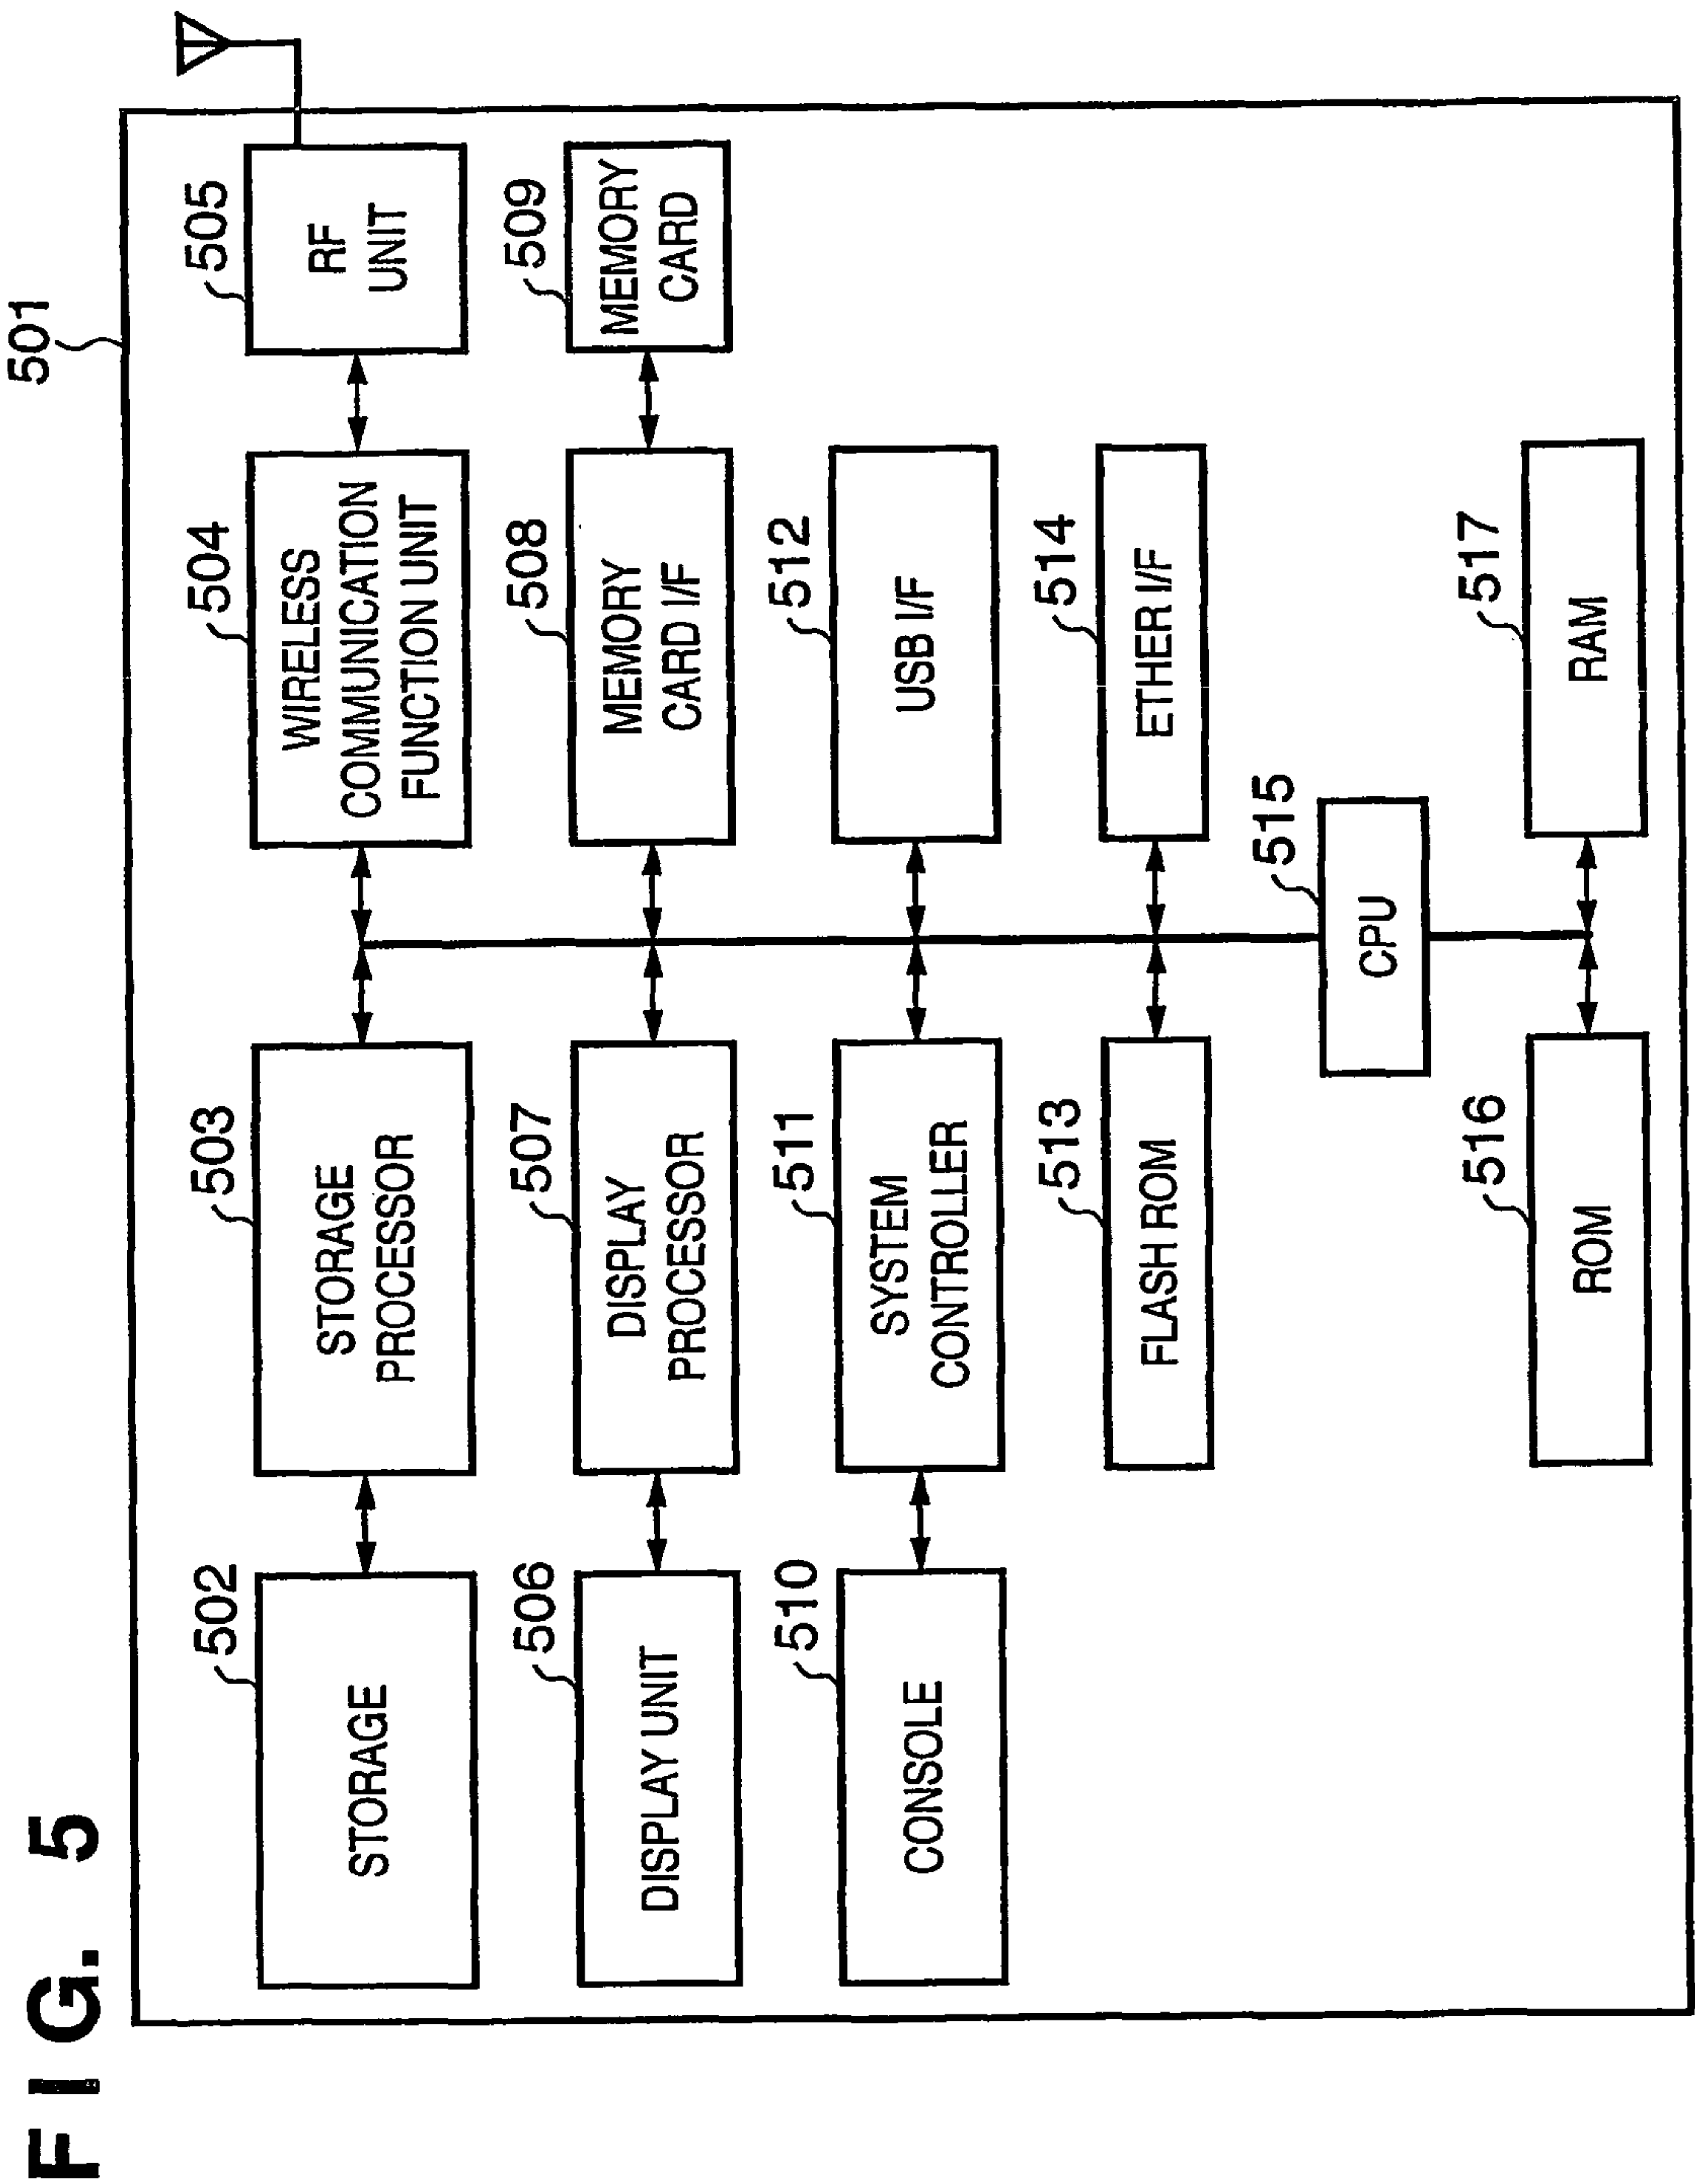 FIG. 5
501
502
STORAGE
503
STORAGE
PROCESSOR
504
WIRELESS
COMMUNICATION
FUNCTION UNIT
505
RF
UNIT
506
DISPLAY UNIT
507
DISPLAY
PROCESSOR
508
MEMORY
CARD I/F
509
MEMORY
CARD
510
CONSOLE
511
SYSTEM
CONTROLLER
512
USB I/F
513
FLASH ROM
514
ETHER I/F
515
CPU
516
ROM
517
RAM